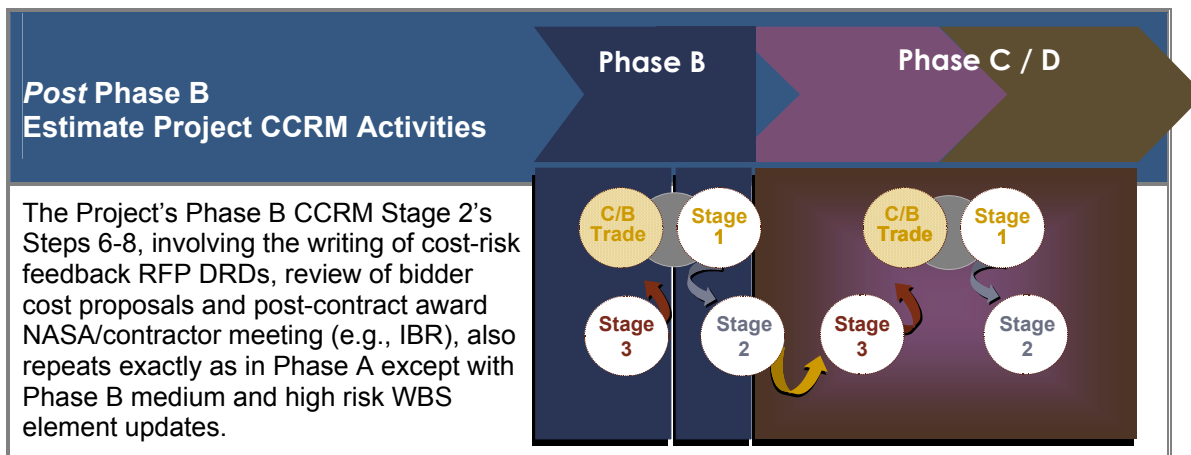 Post Phase B
Estimate Project CCRM Activities
Phase B
Phase C / D
The Project's Phase B CCRM Stage 2's
Steps 6-8, involving the writing of cost-risk
feedback RFP DRDs, review of bidder
cost proposals and post-contract award
NASA/contractor meeting (e.g., IBR), also
repeats exactly as in Phase A except with
Phase B medium and high risk WBS
element updates.
C/B
Trade
Stage
1
Stage
3
Stage
2
C/B
Trade
Stage
1
Stage
3
Stage
2